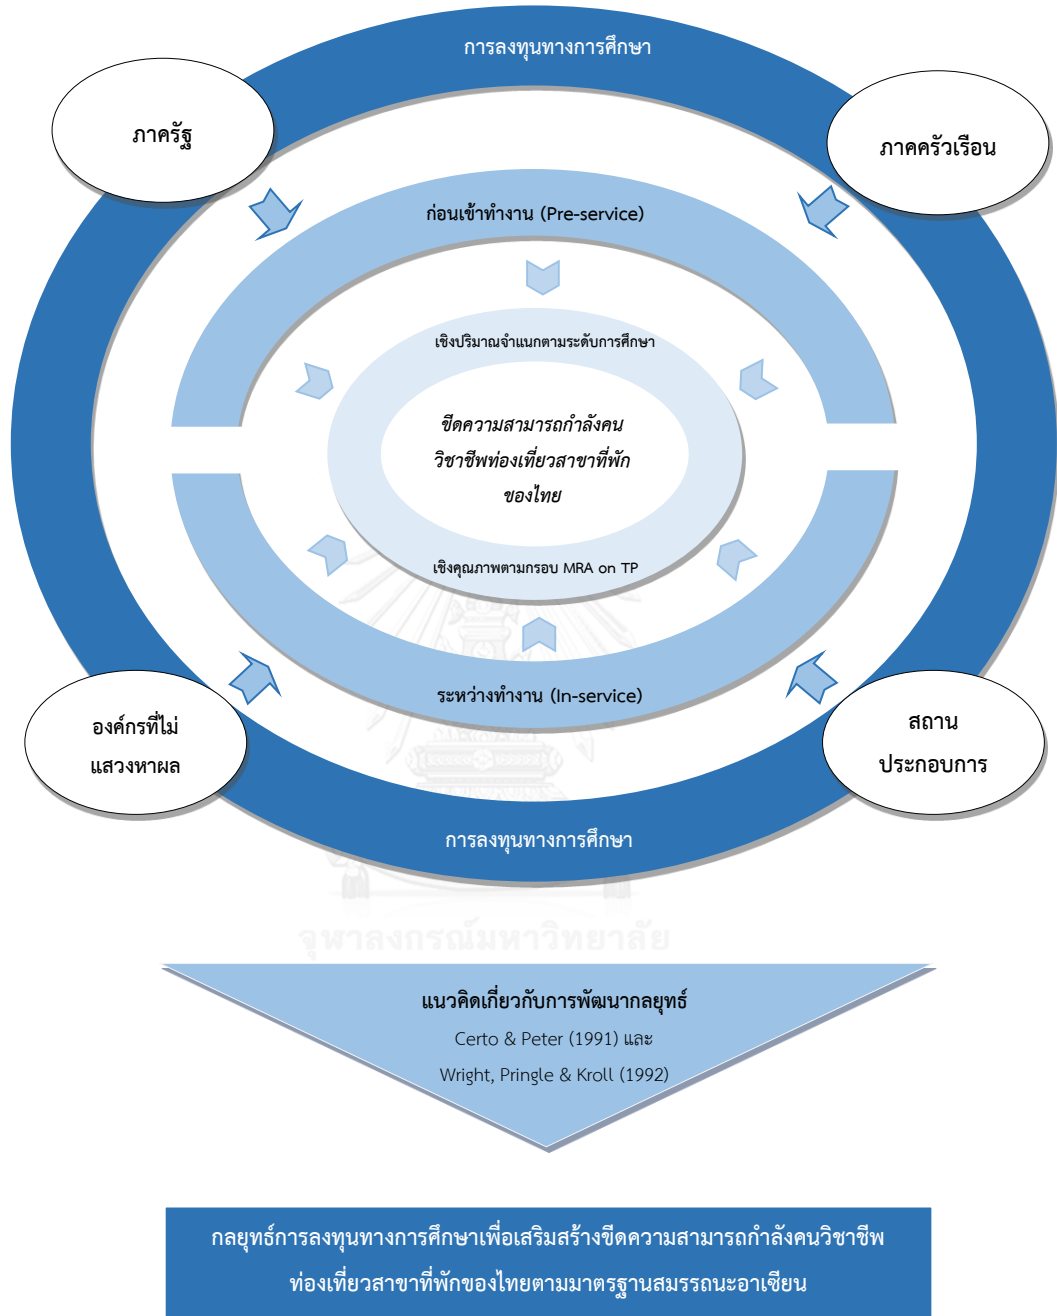 การลงทุนทางการศึกษา
ภาครัฐ
ภาคครัวเรือน
ก่อนเข้าทำงาน (Pre-service)
เชิงปริมาณจำแนกตามระดับการศึกษา
ขีดความสามารถกำลังคน
วิชาชีพท่องเที่ยวสาขาที่พัก
ของไทย
เชิงคุณภาพตามกรอบ MRA on TP
ระหว่างทำงาน (In-service)
องค์กรที่ไม่
แสวงหาผล
สถาน
ประกอบการ
การลงทุนทางการศึกษา
จุฬาลงกรณ์มหาวิทยาลัย
แนวคิดเกี่ยวกับการพัฒนากลยุทธ์
Certo & Peter (1991) และ
Wright, Pringle & Kroll (1992)
กลยุทธ์การลงทุนทางการศึกษาเพื่อเสริมสร้างขีดความสามารถกำลังคนวิชาชีพ
ท่องเที่ยวสาขาที่พักของไทยตามมาตรฐานสมรรถนะอาเซียน